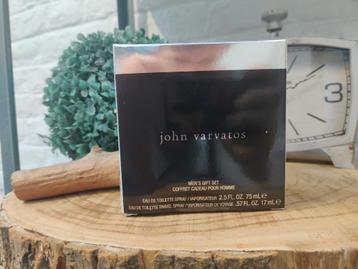 john varvatos
MEN'S GIFT SET
COFFRET CADEAU POUR HOMME
EAU DE TOILETTE SPRAY / VAPORISATEUR 2.5 FL. OZ. 75 mL ℮
EAU DE TOILETTE TRAVEL SPRAY / VAPORISATEUR DE VOYAGE .57 FL. OZ. 17 mL ℮